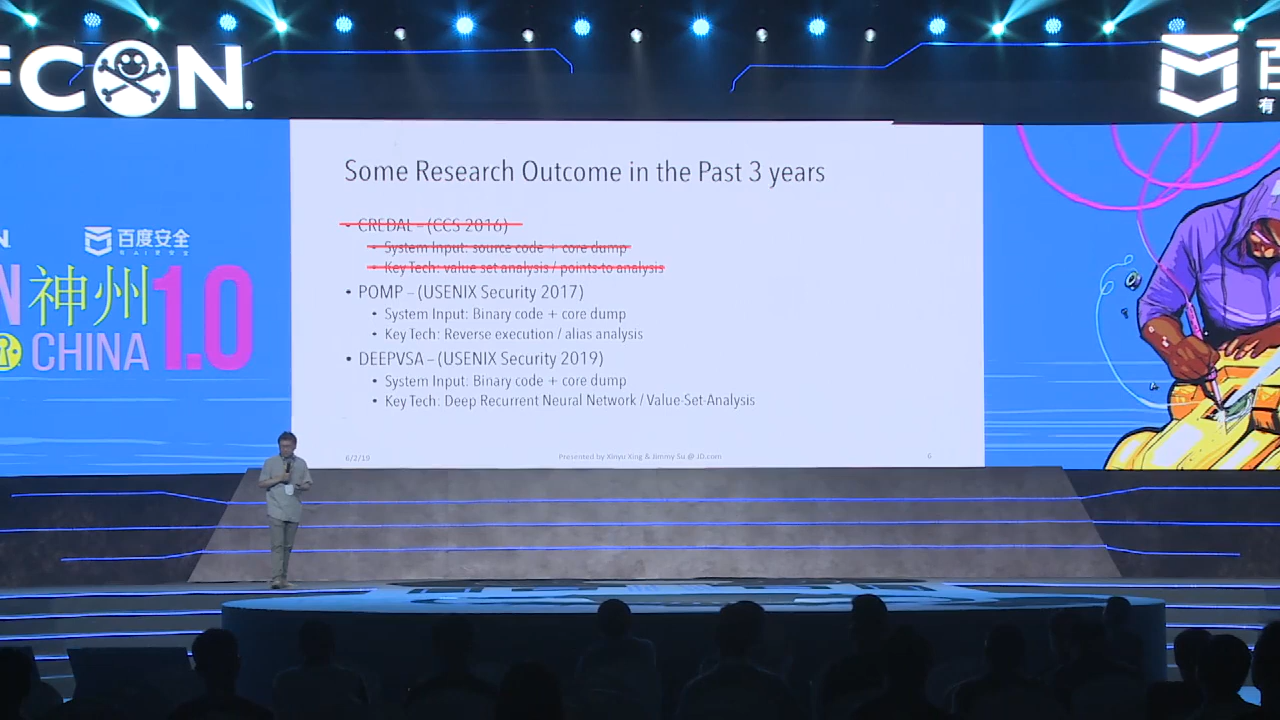 FCON.
百
有
N.
百度安全
N
神州
1.0
CHINA
Some Research Outcome in the Past 3 years
• CREDAL – (CCS 2016)
• System Input: source code + core dump
• Key Tech: value set analysis / points-to analysis
• POMP – (USENIX Security 2017)
• System Input: Binary code + core dump
• Key Tech: Reverse execution / alias analysis
• DEEPVSA – (USENIX Security 2019)
• System Input: Binary code + core dump
• Key Tech: Deep Recurrent Neural Network / Value-Set-Analysis
6/2/19
Presented by Xinyu Xing & Jimmy Su @ JD.com
6